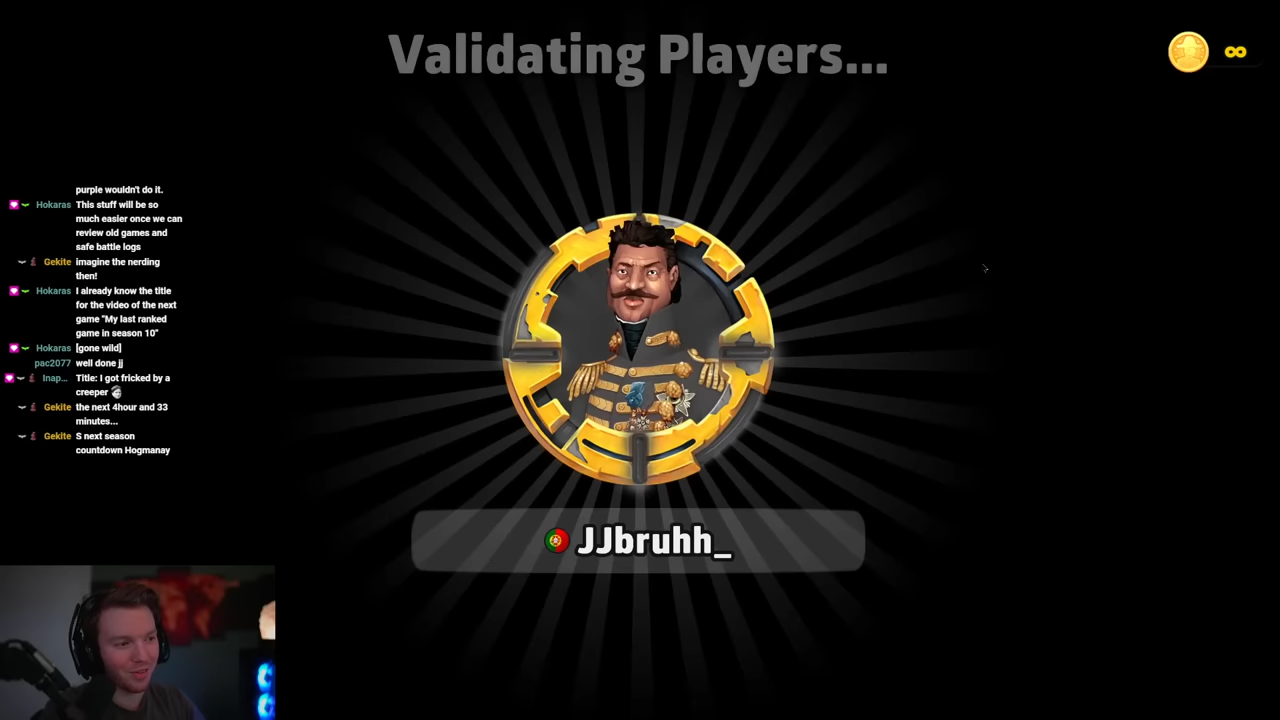 Validating Players...
∞
purple wouldn't do it.
Hokaras This stuff will be so
much easier once we can
review old games and
safe battle logs
Gekite imagine the nerding
then!
Hokaras I already know the title
for the video of the next
game "My last ranked
game in season 10"
Hokaras [gone wild]
pac2077 well done jj
Inap... Title: I got fricked by a
creeper
Gekite the next 4hour and 33
minutes...
Gekite S next season
countdown Hogmanay
JJbruhh_